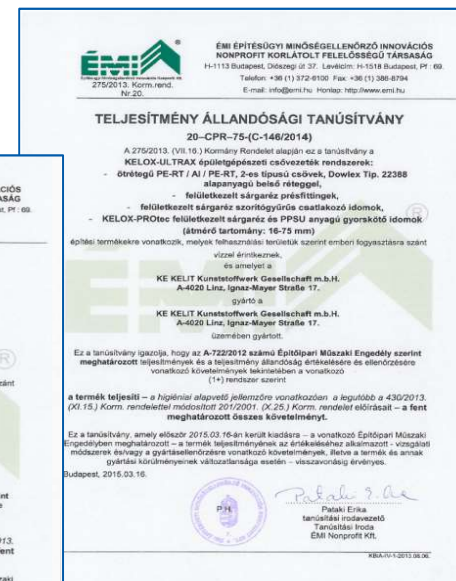 ÉMI
275/2013. Korm.rend.
Nr.20.
ÉMI ÉPÍTÉSÜGYI MINŐSÉGELLENŐRZŐ INNOVÁCIÓS
NONPROFIT KORLÁTOLT FELELŐSSÉGŰ TÁRSASÁG
H-1113 Budapest, Diószegi út 37. Levélcím: H-1518 Budapest, Pf : 69.
Telefon: +36 (1) 372-6100 Fax: +36 (1) 386-8794
E-mail: info@emi.hu Honlap: http://www.emi.hu
TELJESÍTMÉNY ÁLLANDÓSÁGI TANÚSÍTVÁNY
20–CPR–75-(C-146/2014)
A 275/2013. (VII.16.) Kormány Rendelet alapján ez a tanúsítvány a
KELOX-ULTRAX épületgépészeti csővezeték rendszerek:
- ötrétegű PE-RT / Al / PE-RT, 2-es típusú csövek, Dowlex Tip. 22388
alapanyagú belső réteggel,
- felületkezelt sárgaréz présfittingek,
- felületkezelt sárgaréz szorítógyűrűs csatlakozó idomok,
- KELOX-PROtec felületkezelt sárgaréz és PPSU anyagú gyorskötő idomok
(átmérő tartomány: 16-75 mm)
építési termékekre vonatkozik, melyek felhasználási területük szerint emberi fogyasztásra szánt
vízzel érintkeznek,
és amelyet a
KE KELIT Kunststoffwerk Gesellschaft m.b.H.
A-4020 Linz, Ignaz-Mayer Straße 17.
gyártó a
KE KELIT Kunststoffwerk Gesellschaft m.b.H.
A-4020 Linz, Ignaz-Mayer Straße 17.
üzemében gyártott.
Ez a tanúsítvány igazolja, hogy az A-722/2012 számú Építőipari Műszaki Engedély szerint
meghatározott teljesítmények és a teljesítmény állandóság értékelésére és ellenőrzésére
vonatkozó követelmények tekintetében a vonatkozó
(1+) rendszer szerint
a termék teljesíti – a higiéniai alapvető jellemzőre vonatkozóan a legutóbb a 430/2013.
(XI.15.) Korm. rendelettel módosított 201/2001. (X.25.) Korm. rendelet előírásait – a fent
meghatározott összes követelményt.
Ez a tanúsítvány, amely először 2015.03.16-án került kiadásra – a vonatkozó Építőipari Műszaki
Engedélyben meghatározott – a termék teljesítményének az értékeléséhez alkalmazott - vizsgálati
módszerek és/vagy a gyártásellenőrzésre vonatkozó követelmények, illetve a termék és annak
gyártási körülményeinek változatlansága esetén – visszavonásig érvényes.
Budapest, 2015.03.16.
P.H.
Pataki Erika
tanúsítási irodavezető
Tanúsítási Iroda
ÉMI Nonprofit Kft.
KBIA-IV-1-2013.08.06.